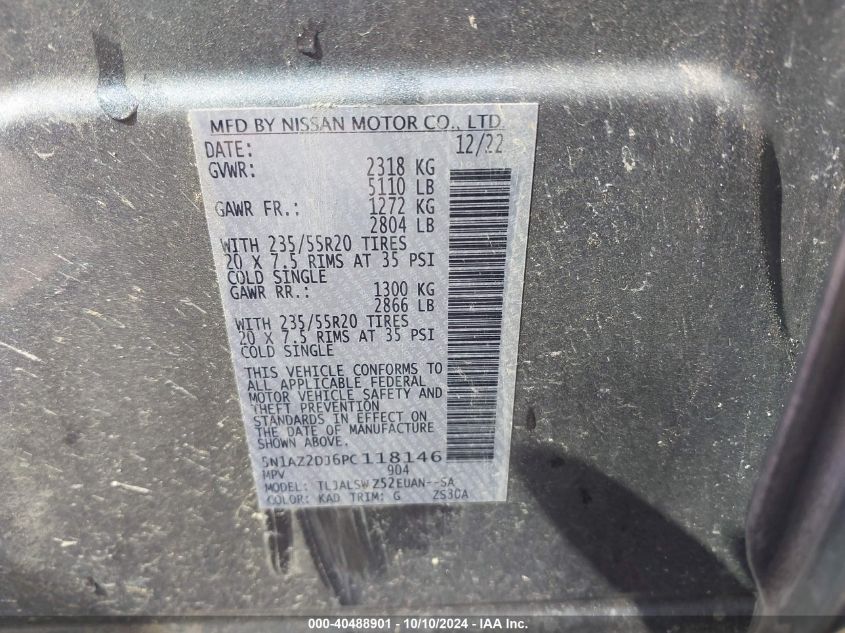 MFD BY NISSAN MOTOR CO., LTD
DATE: 12/22
GVWR: 2318 KG
5110 LB
GAWR FR.: 1272 KG
2804 LB
WITH 235/55R20 TIRES
20 X 7.5 RIMS AT 35 PSI
COLD SINGLE
GAWR RR.: 1300 KG
2866 LB
WITH 235/55R20 TIRES
20 X 7.5 RIMS AT 35 PSI
COLD SINGLE
THIS VEHICLE CONFORMS TO
ALL APPLICABLE FEDERAL
MOTOR VEHICLE SAFETY AND
THEFT PREVENTION
STANDARDS IN EFFECT ON
THE DATE OF MANUFACTURE
SHOWN ABOVE.
5N1AZ2DJ6PC118146
MPV 904
MODEL: TLJALSWZ52EUAN--SA
COLOR: KAD TRIM: G ZS30A
000-40488901 - 10/10/2024 - IAA Inc.